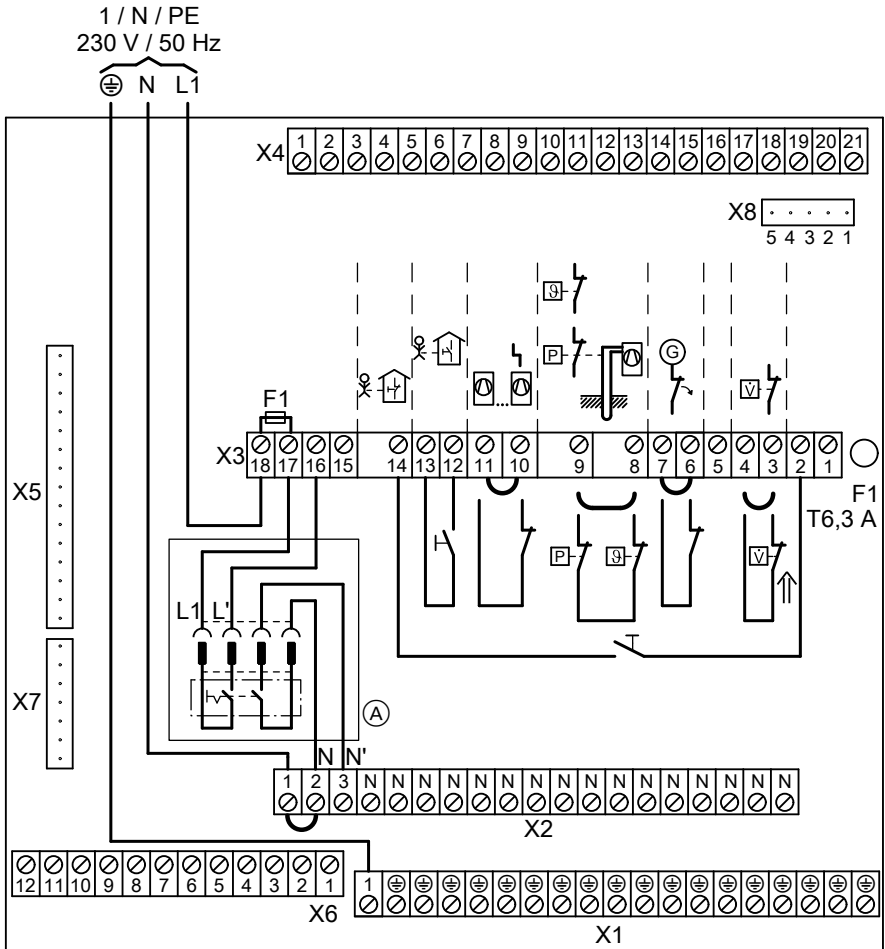 1 / N / PE
230 V / 50 Hz
N L1
X4 1 2 3 4 5 6 7 8 9 10 11 12 13 14 15 16 17 18 19 20 21
X8
5 4 3 2 1
ϑ
P
G
V̇
F1
X3 18 17 16 15 14 13 12 11 10 9 8 7 6 5 4 3 2 1
F1
T6,3 A
X5
P ϑ V̇
L1 L'
X7
A
N N'
1 2 3 N N N N N N N N N N N N N N N N
X2
12 11 10 9 8 7 6 5 4 3 2 1
X6
1
X1